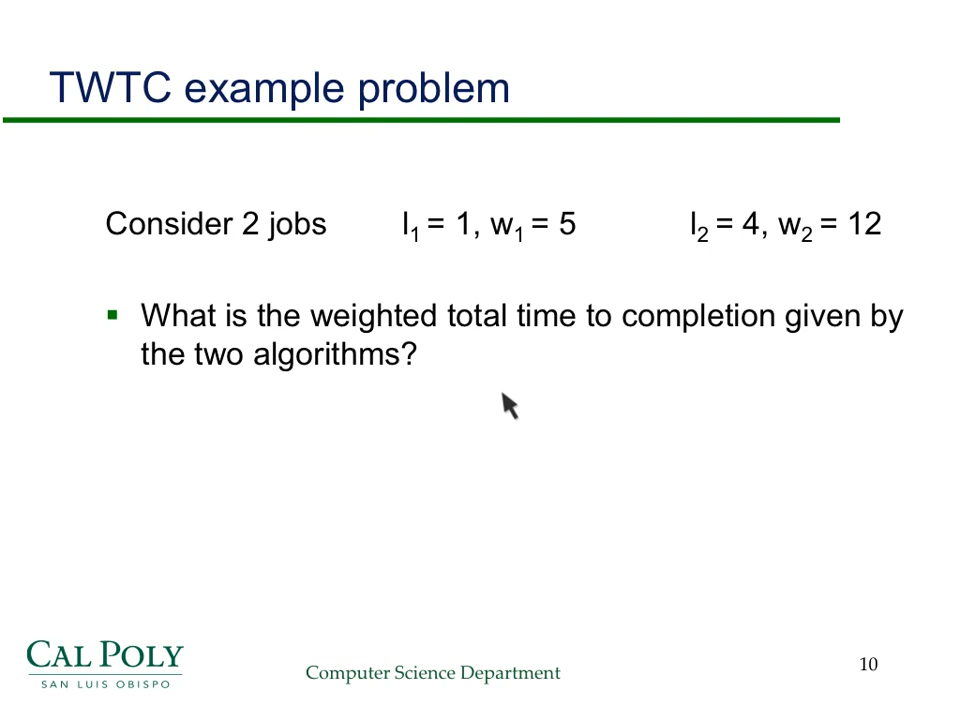 TWTC example problem
Consider 2 jobs l₁ = 1, w₁ = 5 l₂ = 4, w₂ = 12
▪ What is the weighted total time to completion given by
the two algorithms?
CAL POLY
SAN LUIS OBISPO
Computer Science Department
10